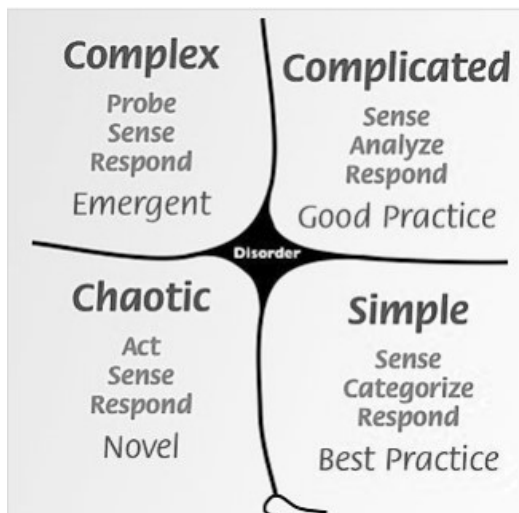 Complex
Probe
Sense
Respond
Emergent
Complicated
Sense
Analyze
Respond
Good Practice
Disorder
Chaotic
Act
Sense
Respond
Novel
Simple
Sense
Categorize
Respond
Best Practice